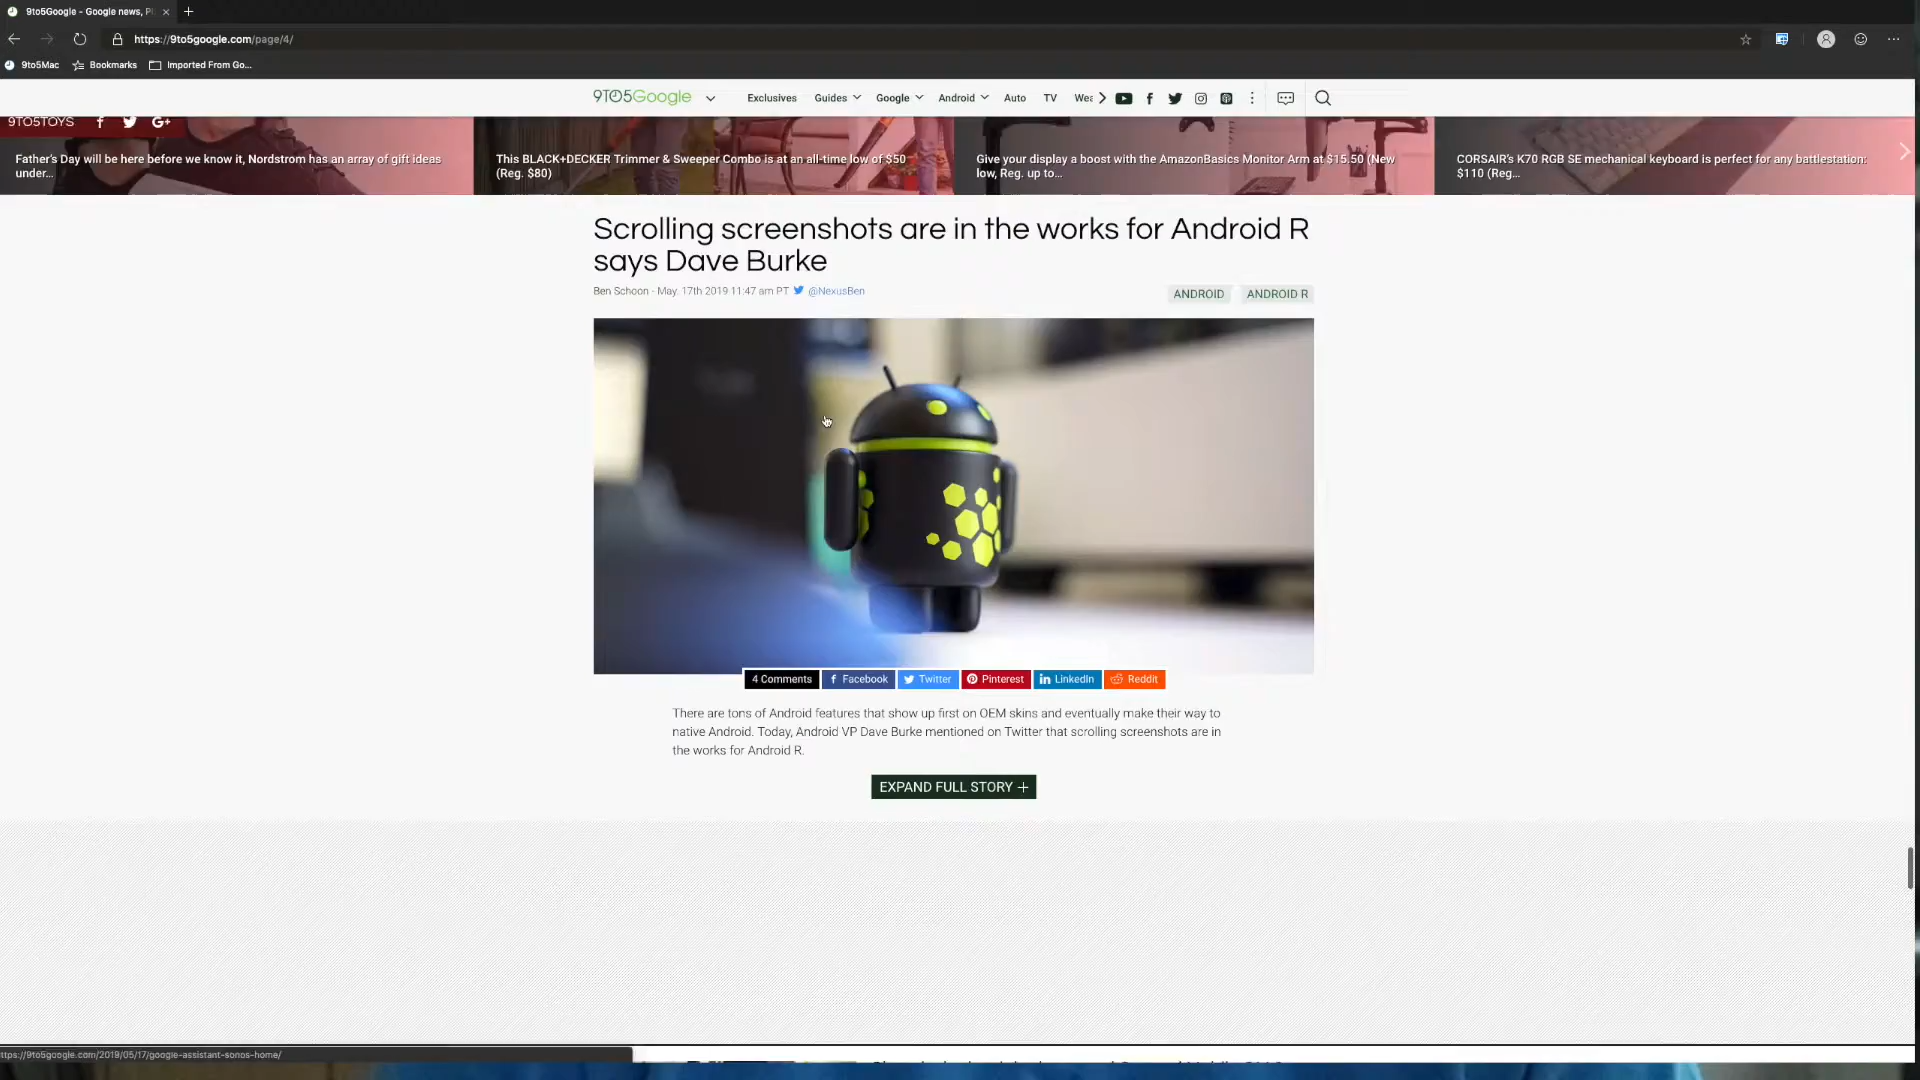 9to5Google - Google news, Pi
https://9to5google.com/page/4/
9to5Mac Bookmarks Imported From Go...
9TO5Google Exclusives Guides Google Android Auto TV Wea
9TO5TOYS
Father's Day will be here before we know it, Nordstrom has an array of gift ideas
under...
This BLACK+DECKER Trimmer & Sweeper Combo is at an all-time low of $50
(Reg. $80)
Give your display a boost with the AmazonBasics Monitor Arm at $15.50 (New
low, Reg. up to...
CORSAIR's K70 RGB SE mechanical keyboard is perfect for any battlestation:
$110 (Reg...
Scrolling screenshots are in the works for Android R
says Dave Burke
Ben Schoon - May. 17th 2019 11:47 am PT @NexusBen
ANDROID ANDROID R
4 Comments Facebook Twitter Pinterest LinkedIn Reddit
There are tons of Android features that show up first on OEM skins and eventually make their way to
native Android. Today, Android VP Dave Burke mentioned on Twitter that scrolling screenshots are in
the works for Android R.
EXPAND FULL STORY +
ttps://9to5google.com/2019/05/17/google-assistant-sonos-home/